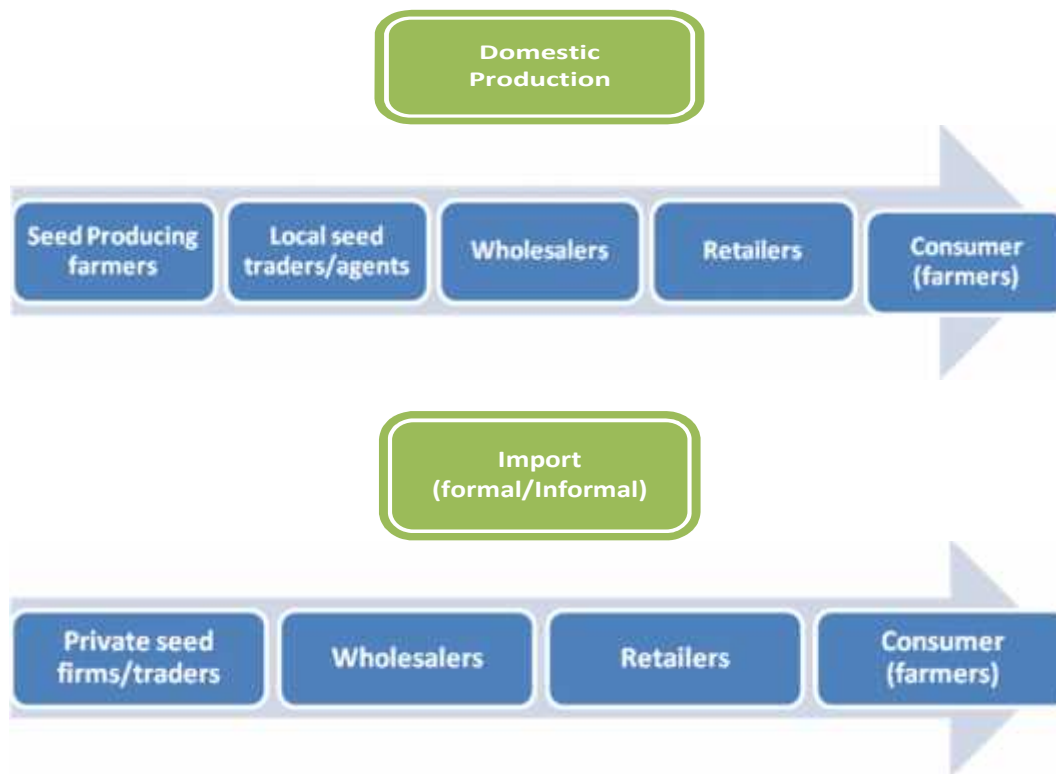 Domestic
Production
Seed Producing
farmers
Local seed
traders/agents
Wholesalers
Retailers
Consumer
(farmers)
Import
(formal/Informal)
Private seed
firms/traders
Wholesalers
Retailers
Consumer
(farmers)